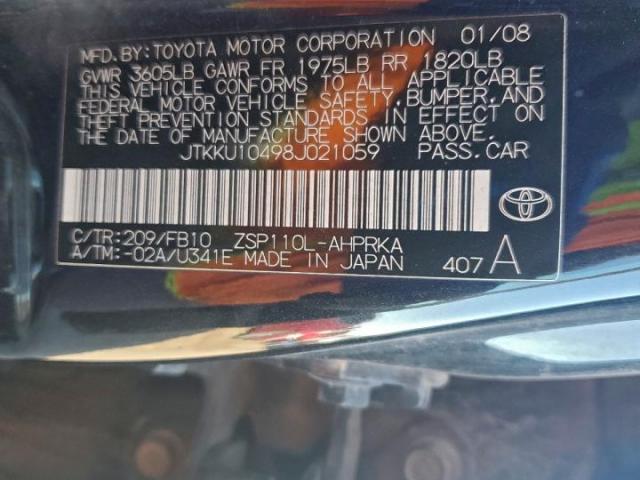 MFD.BY:TOYOTA MOTOR CORPORATION 01/08
GVWR 3605LB GAWR FR 1975LB RR 1820LB
THIS VEHICLE CONFORMS TO ALL APPLICABLE
FEDERAL MOTOR VEHICLE SAFETY,BUMPER,AND
THEFT PREVENTION STANDARDS IN EFFECT ON
THE DATE OF MANUFACTURE SHOWN ABOVE.
JTKKU10498J021059 PASS.CAR
C/TR:209/FB10 ZSP110L-AHPRKA
A/TM:-02A/U341E MADE IN JAPAN
407 A